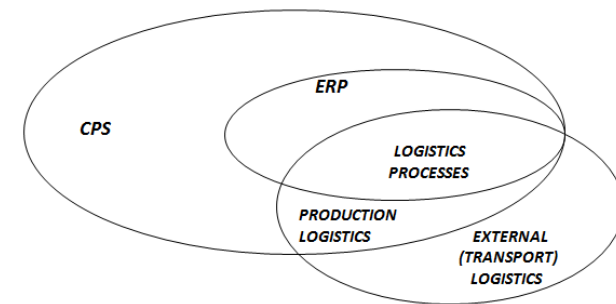 ERP
CPS
LOGISTICS
PROCESSES
PRODUCTION
LOGISTICS
EXTERNAL
(TRANSPORT)
LOGISTICS